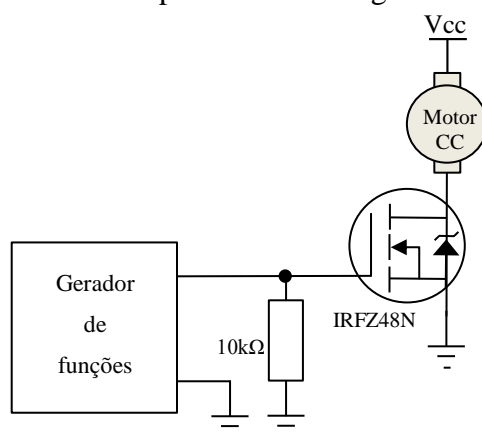 Vcc
Motor
CC
Gerador
de
funções
10kΩ
IRFZ48N